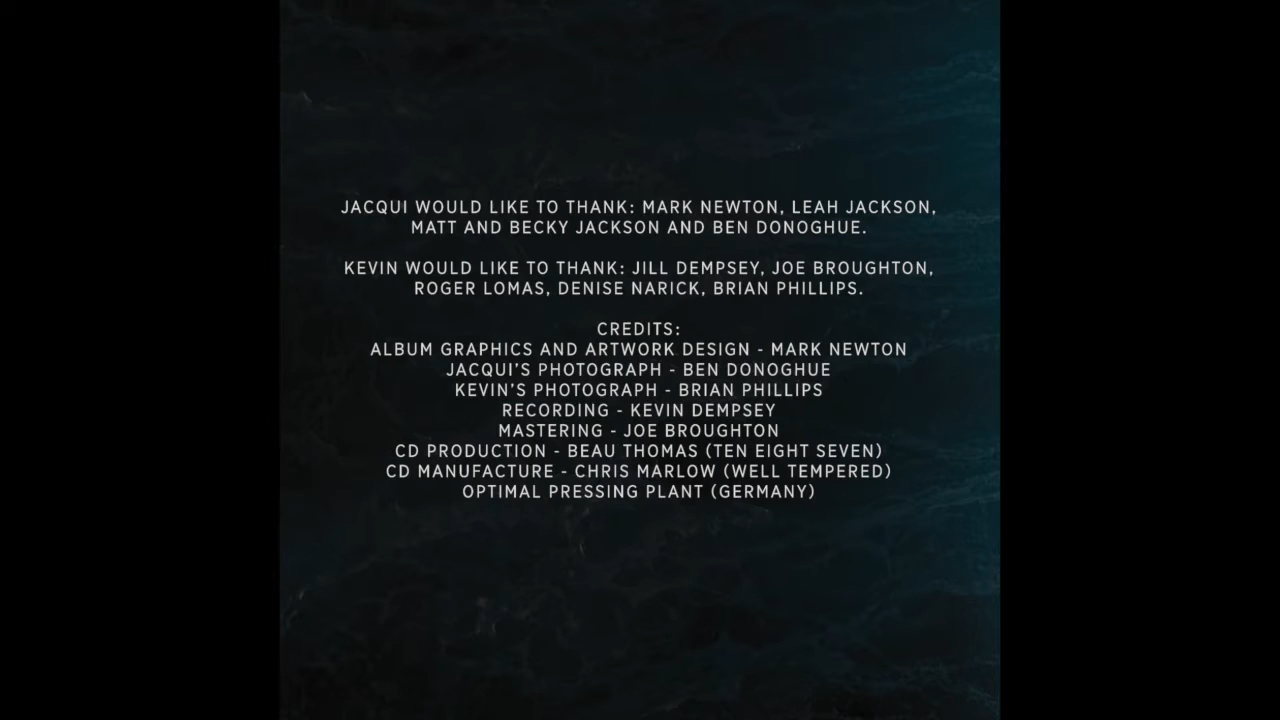 JACQUI WOULD LIKE TO THANK: MARK NEWTON, LEAH JACKSON,
MATT AND BECKY JACKSON AND BEN DONOGHUE.
KEVIN WOULD LIKE TO THANK: JILL DEMPSEY, JOE BROUGHTON,
ROGER LOMAS, DENISE NARICK, BRIAN PHILLIPS.
CREDITS:
ALBUM GRAPHICS AND ARTWORK DESIGN - MARK NEWTON
JACQUI'S PHOTOGRAPH - BEN DONOGHUE
KEVIN'S PHOTOGRAPH - BRIAN PHILLIPS
RECORDING - KEVIN DEMPSEY
MASTERING - JOE BROUGHTON
CD PRODUCTION - BEAU THOMAS (TEN EIGHT SEVEN)
CD MANUFACTURE - CHRIS MARLOW (WELL TEMPERED)
OPTIMAL PRESSING PLANT (GERMANY)